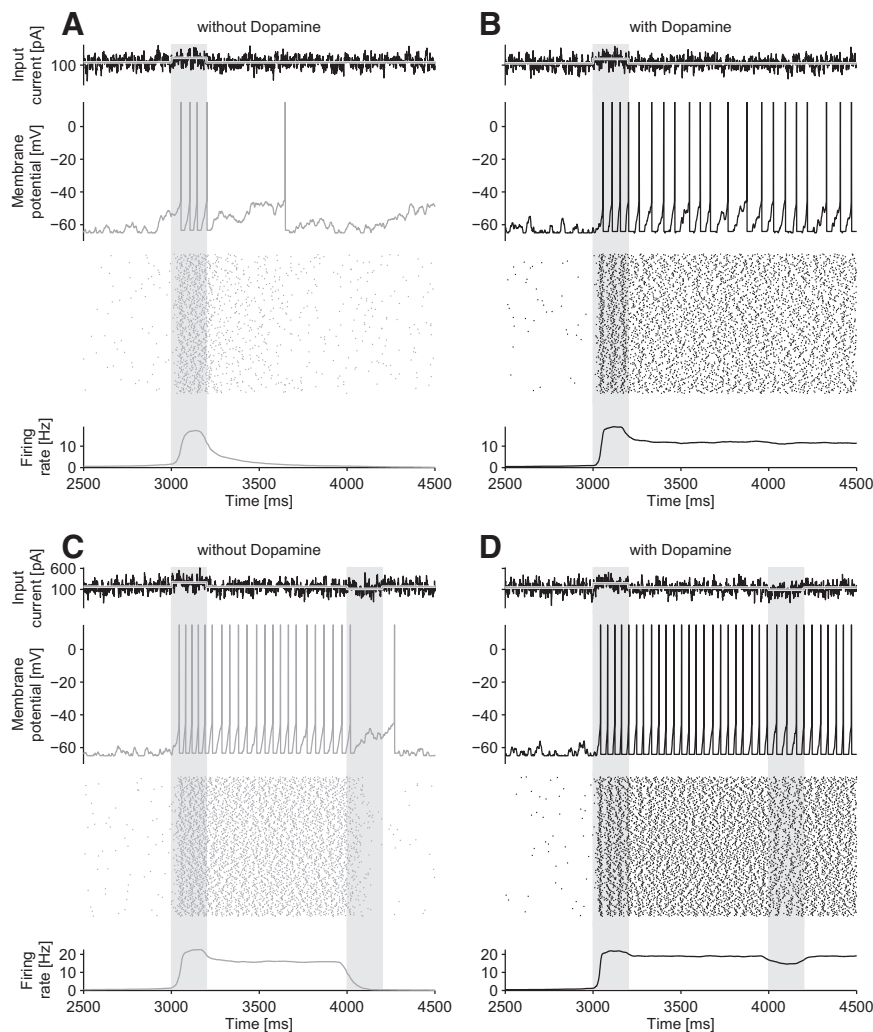 A
without Dopamine
Input
current [pA]
100
Membrane
potential [mV]
0
−20
−40
−60
Firing
rate [Hz]
10
0
2500 3000 3500 4000 4500
Time [ms]
B
with Dopamine
0
−20
−40
−60
10
0
2500 3000 3500 4000 4500
Time [ms]
C
without Dopamine
Input
current [pA]
600
100
Membrane
potential [mV]
0
−20
−40
−60
Firing
rate [Hz]
20
10
0
2500 3000 3500 4000 4500
Time [ms]
D
with Dopamine
0
−20
−40
−60
20
10
0
2500 3000 3500 4000 4500
Time [ms]